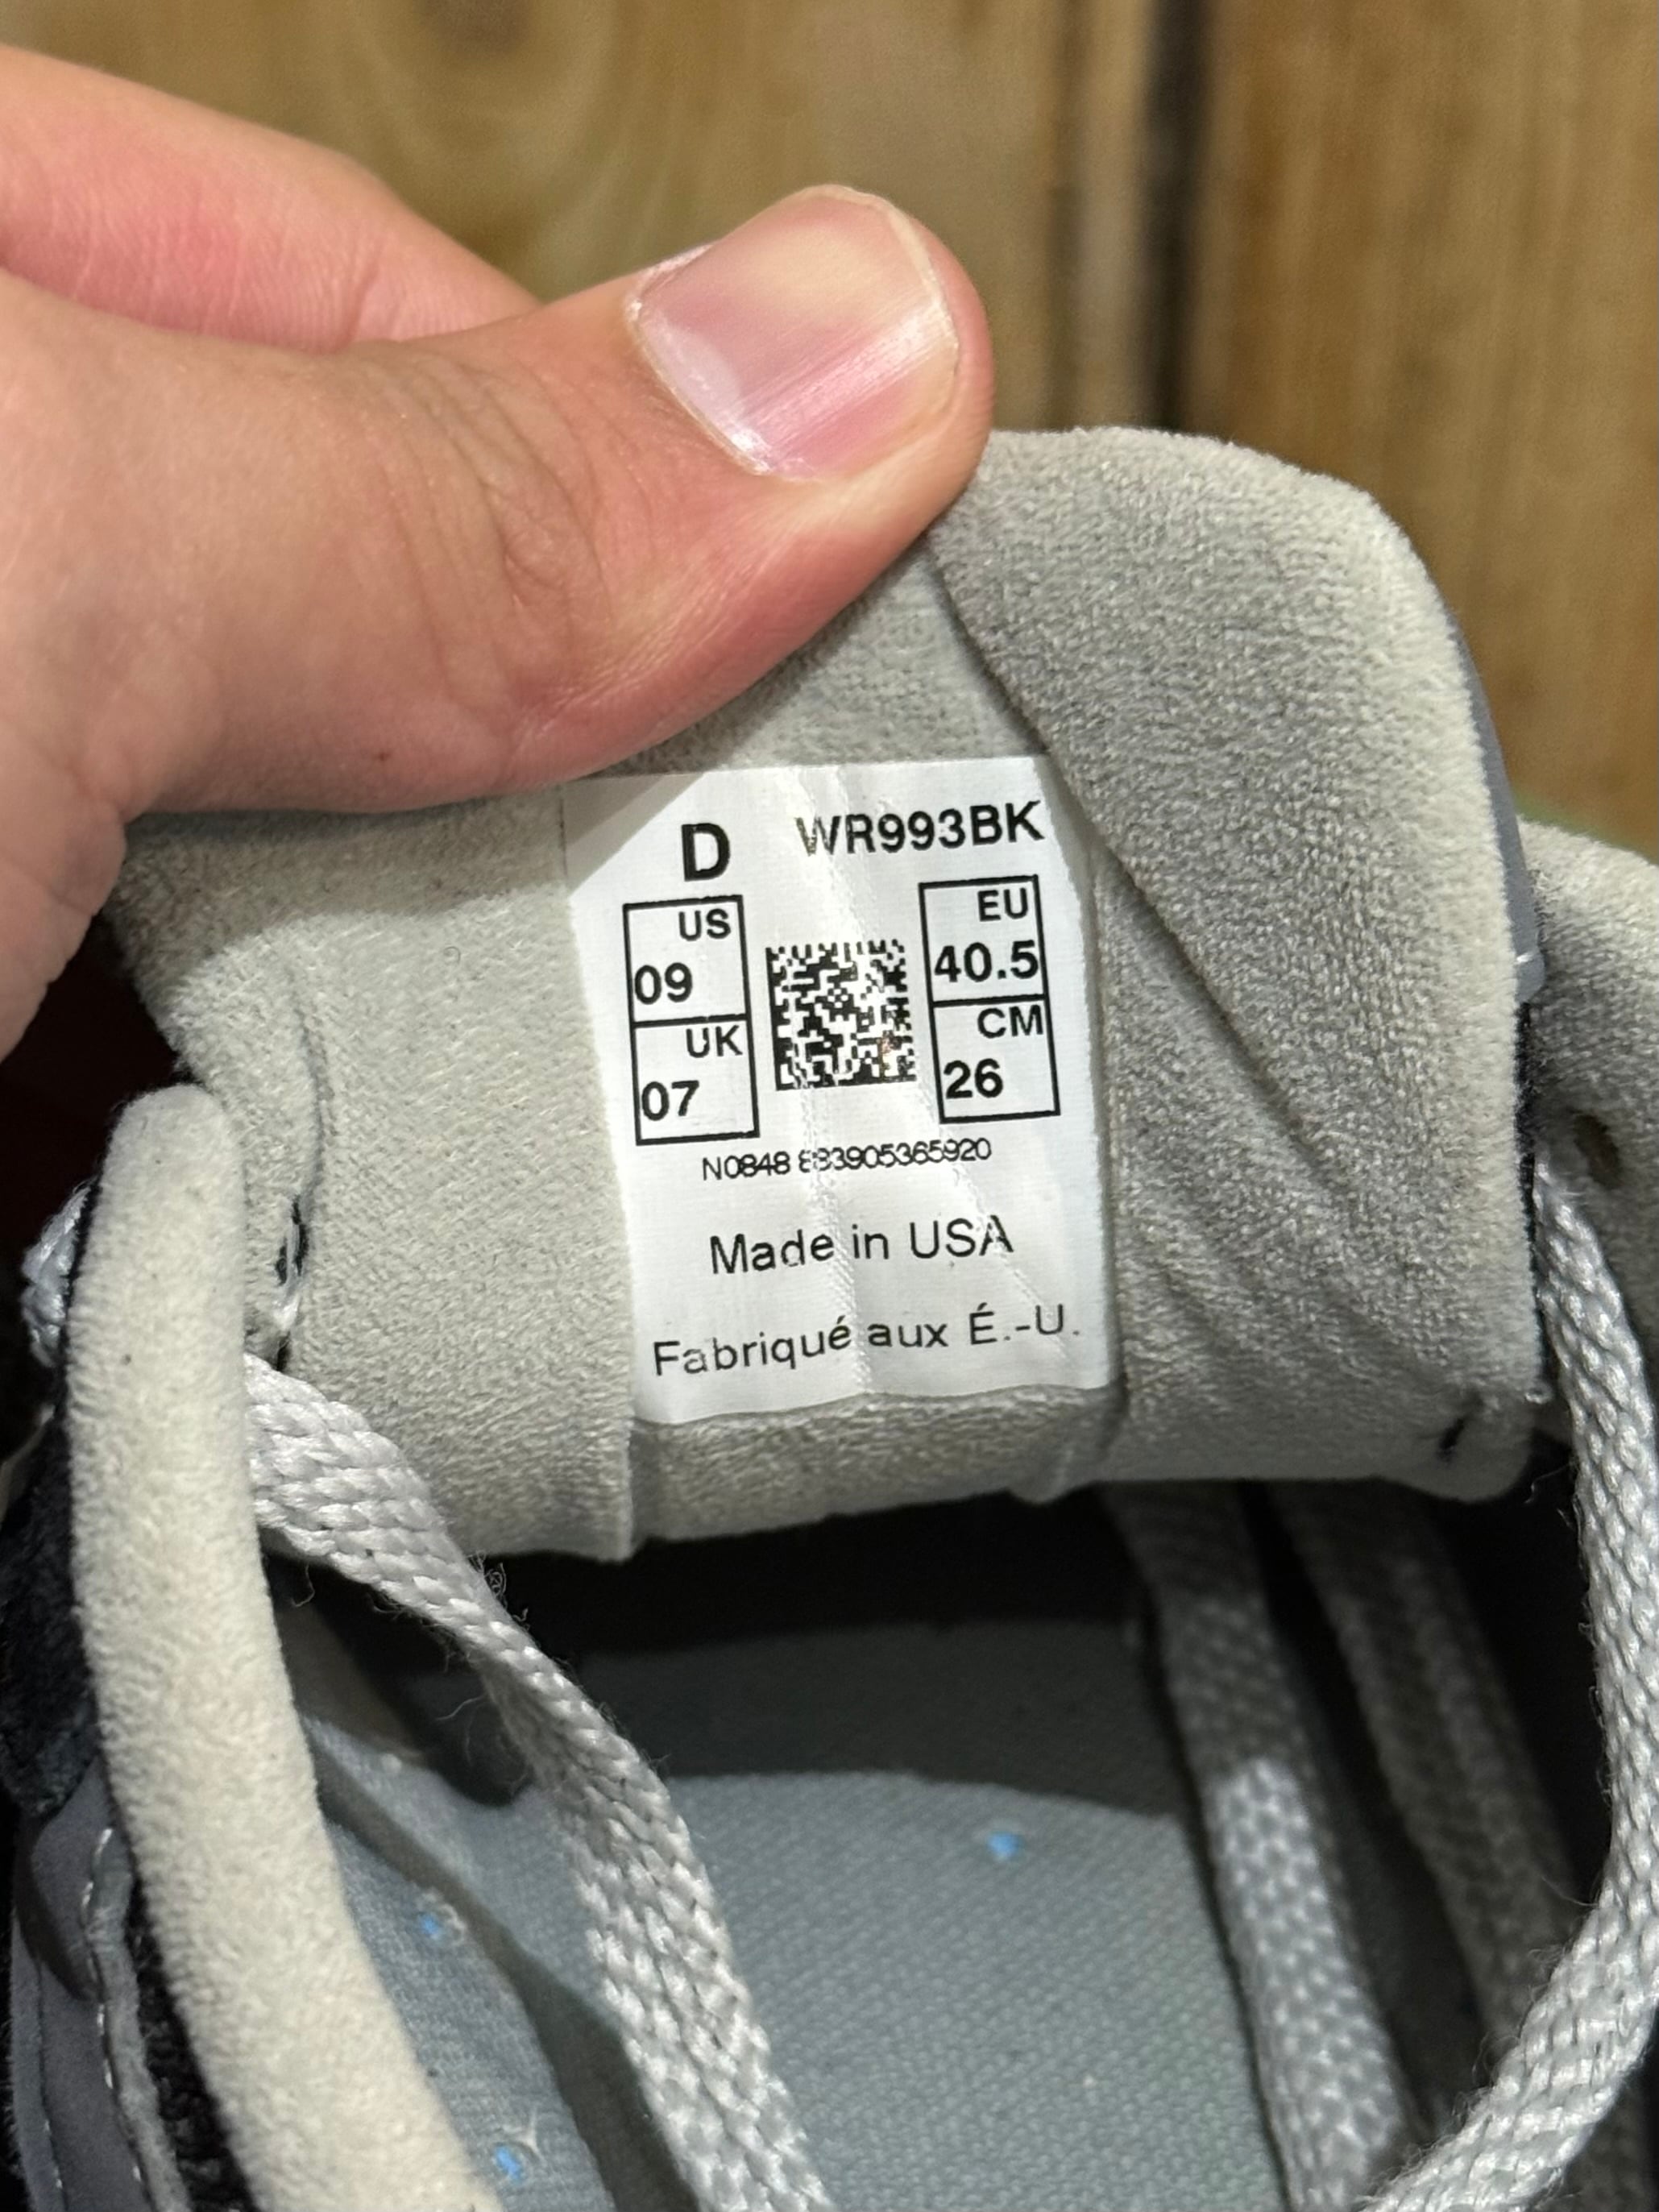 D WR993BK
US EU
09 40.5
UK CM
07 26
N0848 883905365920
Made in USA
Fabriqué aux É.-U.